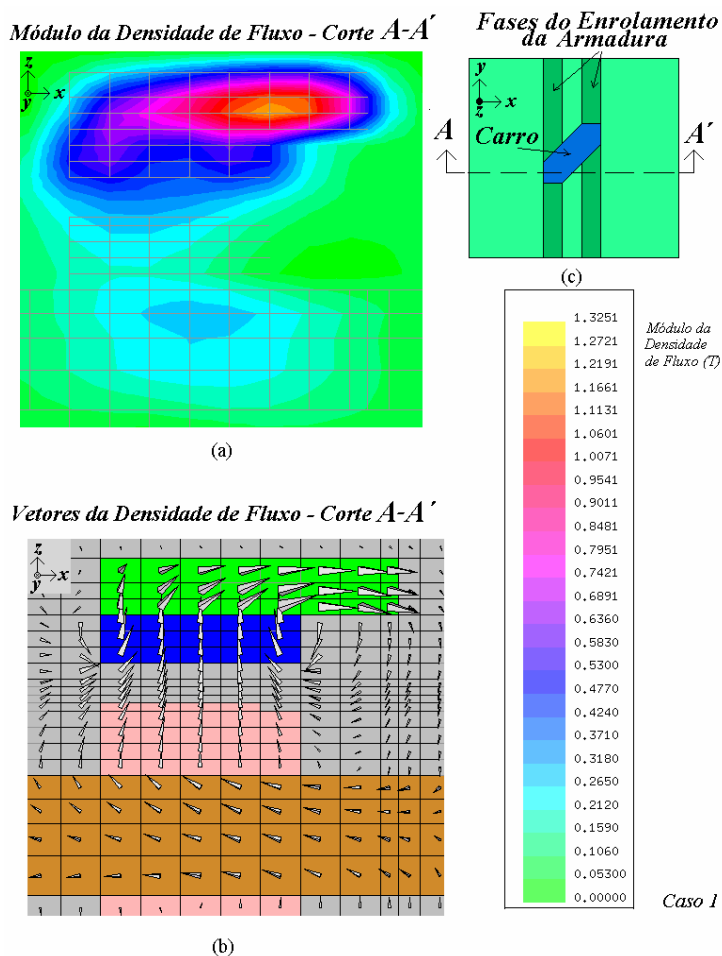 Módulo da Densidade de Fluxo - Corte A-A´
z
y
x
(a)
Fases do Enrolamento
da Armadura
y
z
x
A
A´
Carro
(c)
Módulo da
Densidade
de Fluxo (T)
1.3251
1.2721
1.2191
1.1661
1.1131
1.0601
1.0071
0.9541
0.9011
0.8481
0.7951
0.7421
0.6891
0.6360
0.5830
0.5300
0.4770
0.4240
0.3710
0.3180
0.2650
0.2120
0.1590
0.1060
0.05300
0.00000
Caso 1
Vetores da Densidade de Fluxo - Corte A-A´
z
y
x
(b)